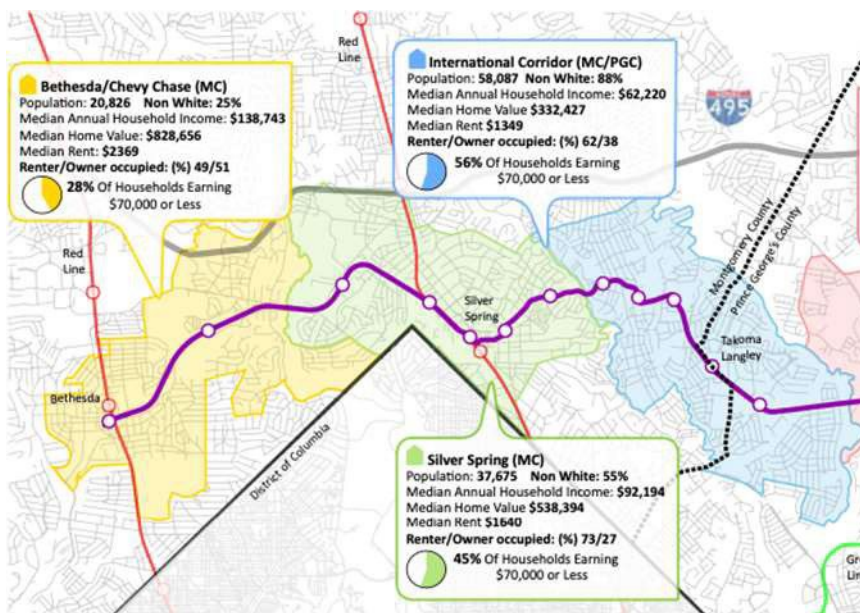 Red
Line
Bethesda/Chevy Chase (MC)
Population: 20,826 Non White: 25%
Median Annual Household Income: $138,743
Median Home Value: $828,656
Median Rent: $2369
Renter/Owner occupied: (%) 49/51
28% Of Households Earning
$70,000 or Less
International Corridor (MC/PGC)
Population: 58,087 Non White: 88%
Median Annual Household Income: $62,220
Median Home Value $332,427
Median Rent $1349
Renter/Owner occupied: (%) 62/38
56% Of Households Earning
$70,000 or Less
495
Montgomery County
Prince George's County
Red
Line
Silver
Spring
Takoma
Langley
Bethesda
District of Columbia
Silver Spring (MC)
Population: 37,675 Non White: 55%
Median Annual Household Income: $92,194
Median Home Value $538,394
Median Rent $1640
Renter/Owner occupied: (%) 73/27
45% Of Households Earning
$70,000 or Less